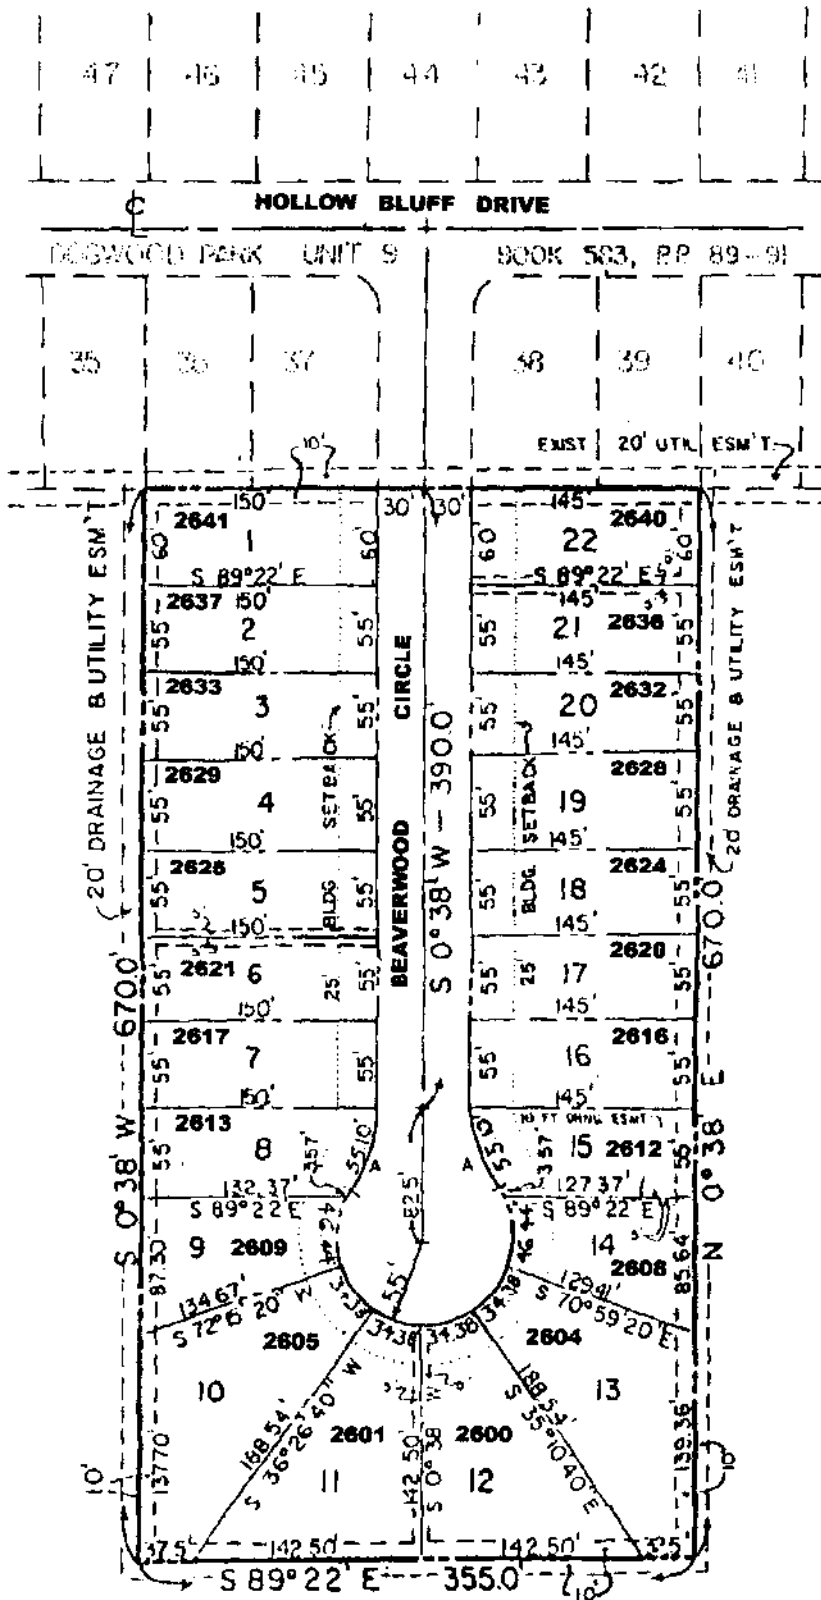 47 46 45 44 43 42 41
C HOLLOW BLUFF DRIVE
DOGWOOD PARK UNIT 9 BOOK 583, PP. 89-91
35 36 37 38 39 40
10' EXIST 20' UTIL ESM'T
150' 30' 30' 145'
2641 2640
60' 1 60' 60' 22 60'
S 89°22' E S 89°22' E
2637 150' 145'
55' 2 55' 55' 21 2636 55'
150' 145'
2633 2632
55' 3 55' 55' 20 55'
150' 145'
2629 2628
55' 4 55' 55' 19 55'
150' 145'
2625 2624
55' 5 55' 55' 18 55'
150' 145'
2621 2620
55' 6 55' 55' 17 55'
150' 145'
2617 2616
55' 7 55' 55' 16 55'
150' 145'
20' DRAINAGE & UTILITY ESM'T
20' DRAINAGE & UTILITY ESM'T
25' BLDG SETBACK
25' BLDG. SETBACK
BEAVERWOOD CIRCLE
S 0°38' W - 390.0
S 0°38' W 670.0'
N 0°38' E 670.0'
2613 10 FT ESMT
55' 8 3.57' 55.10' A A 55.10' 3.57' 15 2612 55'
132.37' 82.5' 127.37'
S 89°22' E S 89°22' E
87.30 9 2609 42.44 46.44 14 2608 85.64
134.67' 55' 129.41'
S 72°15'20" W S 70°59'20" E
34.38 34.38 34.38 34.38
2605 2604
10 13
188.54' 188.54'
S 36°26'40" W S 35°10'40" E
2601 2600
137.70' 11 142.50' S 0°38' W 12 139.36'
10' 10'
37.5' 142.50' 142.50' 37.5'
S 89°22' E 355.0 10'